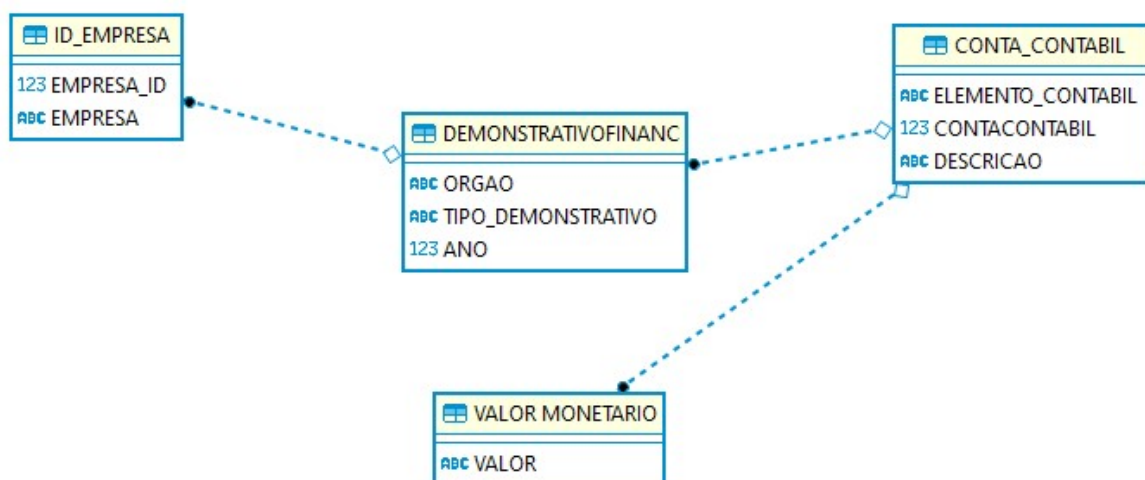 ID_EMPRESA
123 EMPRESA_ID
ABC EMPRESA
DEMONSTRATIVOFINANC
ABC ORGAO
ABC TIPO_DEMONSTRATIVO
123 ANO
CONTA_CONTABIL
ABC ELEMENTO_CONTABIL
123 CONTACONTABIL
ABC DESCRICAO
VALOR MONETARIO
ABC VALOR